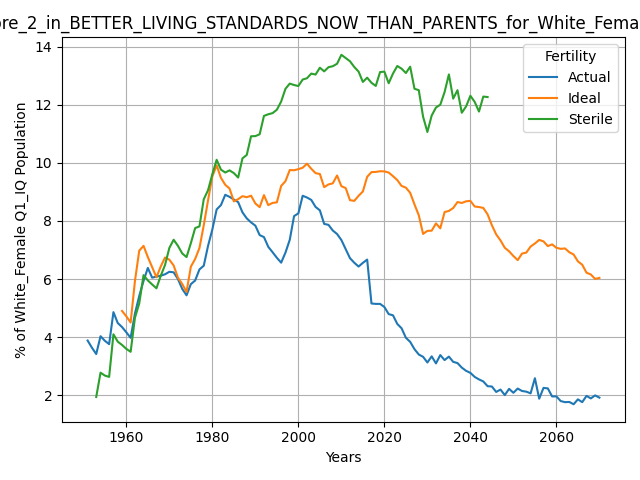 ore_2_in_BETTER_LIVING_STANDARDS_NOW_THAN_PARENTS_for_White_Fema
Fertility
Actual
Ideal
Sterile
% of White_Female Q1_IQ Population
14
12
10
8
6
4
2
1960 1980 2000 2020 2040 2060
Years